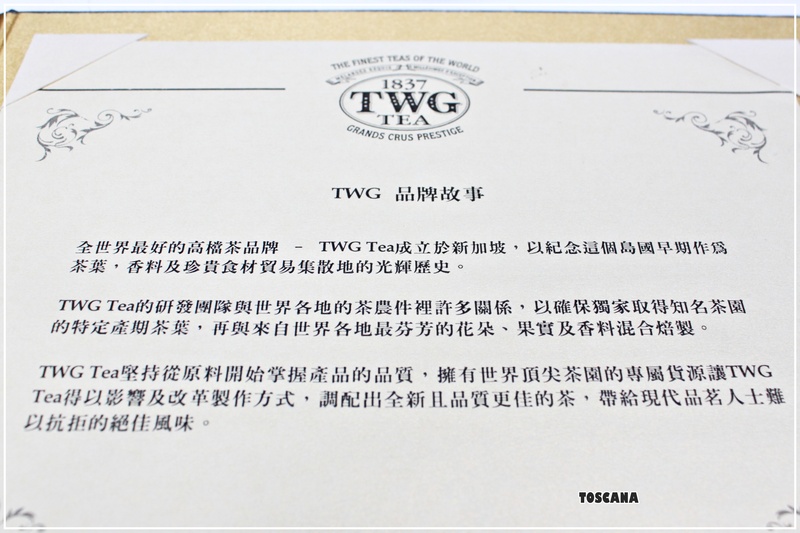 THE FINEST TEAS OF THE WORLD
1837
TWG
TEA
GRANDS CRUS PRESTIGE
TWG 品牌故事
全世界最好的高檔茶品牌 － TWG Tea成立於新加坡，以紀念這個島國早期作為
茶葉，香料及珍貴食材貿易集散地的光輝歷史。
TWG Tea的研發團隊與世界各地的茶農件裡許多關係，以確保獨家取得知名茶園
的特定產期茶葉，再與來自世界各地最芬芳的花朵、果實及香料混合焙製。
TWG Tea堅持從原料開始掌握產品的品質，擁有世界頂尖茶園的專屬貨源讓TWG
Tea得以影響及改革製作方式，調配出全新且品質更佳的茶，帶給現代品茗人士難
以抗拒的絕佳風味。
TOSCANA